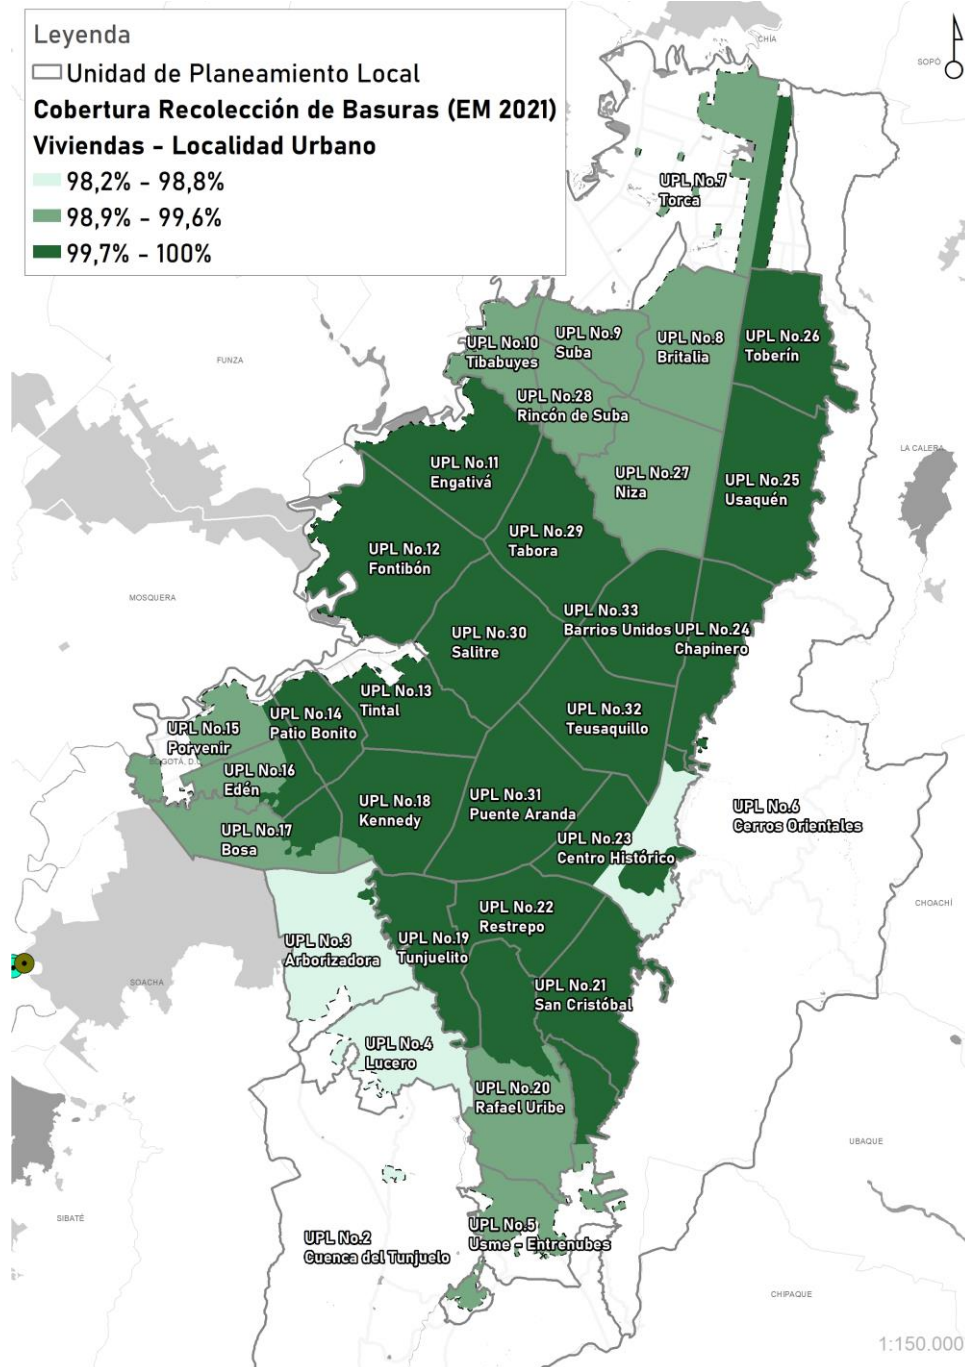 Leyenda
Unidad de Planeamiento Local
Cobertura Recolección de Basuras (EM 2021)
Viviendas - Localidad Urbano
98,2% - 98,8%
98,9% - 99,6%
99,7% - 100%
CHÍA
SOPÓ
UPL No.7
Torca
UPL No.10
Tibabuyes
UPL No.9
Suba
UPL No.8
Britalia
UPL No.26
Toberín
FUNZA
UPL No.28
Rincón de Suba
LA CALERA
UPL No.11
Engativá
UPL No.27
Niza
UPL No.25
Usaquén
UPL No.12
Fontibón
UPL No.29
Tabora
MOSQUERA
UPL No.30
Salitre
UPL No.33
Barrios Unidos
UPL No.24
Chapinero
UPL No.13
Tintal
UPL No.14
Patio Bonito
UPL No.15
Porvenir
BOGOTÁ, D.C.
UPL No.32
Teusaquillo
UPL No.16
Edén
UPL No.18
Kennedy
UPL No.31
Puente Aranda
UPL No.6
Cerros Orientales
UPL No.17
Bosa
UPL No.23
Centro Histórico
CHOACHÍ
UPL No.22
Restrepo
UPL No.3
Arborizadora
UPL No.19
Tunjuelito
SOACHA
UPL No.21
San Cristóbal
UPL No.4
Lucero
UPL No.20
Rafael Uribe
UBAQUE
SIBATÉ
UPL No.2
Cuenca del Tunjuelo
UPL No.5
Usme - Entrenubes
CHIPAQUE
1:150.000